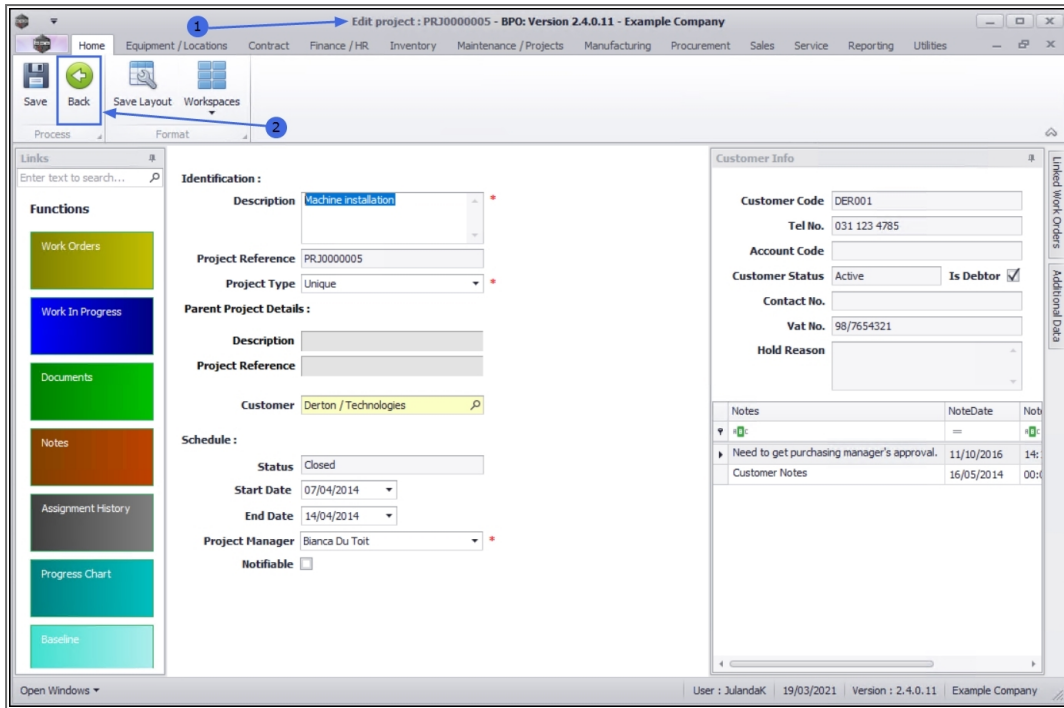 Edit project : PRJ0000005 - BPO: Version 2.4.0.11 - Example Company
1
Home Equipment / Locations Contract Finance / HR Inventory Maintenance / Projects Manufacturing Procurement Sales Service Reporting Utilities
Save Back Save Layout Workspaces
2
Process Format
Links
Enter text to search...
Functions
Work Orders
Work In Progress
Documents
Notes
Assignment History
Progress Chart
Baseline
Identification :
Description Machine installation *
Project Reference PRJ0000005
Project Type Unique *
Parent Project Details :
Description
Project Reference
Customer Derton / Technologies
Schedule :
Status Closed
Start Date 07/04/2014
End Date 14/04/2014
Project Manager Bianca Du Toit *
Notifiable
Customer Info
Customer Code DER001
Tel No. 031 123 4785
Account Code
Customer Status Active Is Debtor
Contact No.
Vat No. 98/7654321
Hold Reason
Notes NoteDate Not
=
Need to get purchasing manager's approval. 11/10/2016 14:
Customer Notes 16/05/2014 00:0
Linked Work Orders
Additional Data
Open Windows User : JulandaK 19/03/2021 Version : 2.4.0.11 Example Company